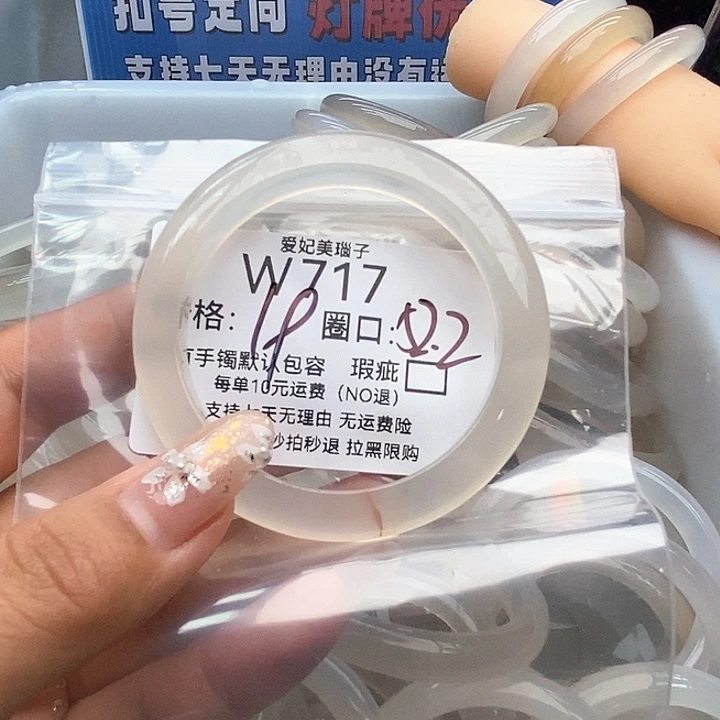 扣号定向 灯牌
支持七天无理由没有
爱妃美瑙子
W717
格: 圈口:52.2
手镯默认包容 瑕疵
每单10元运费 (NO退)
支持七天无理由 无运费险
秒拍秒退 拉黑限购